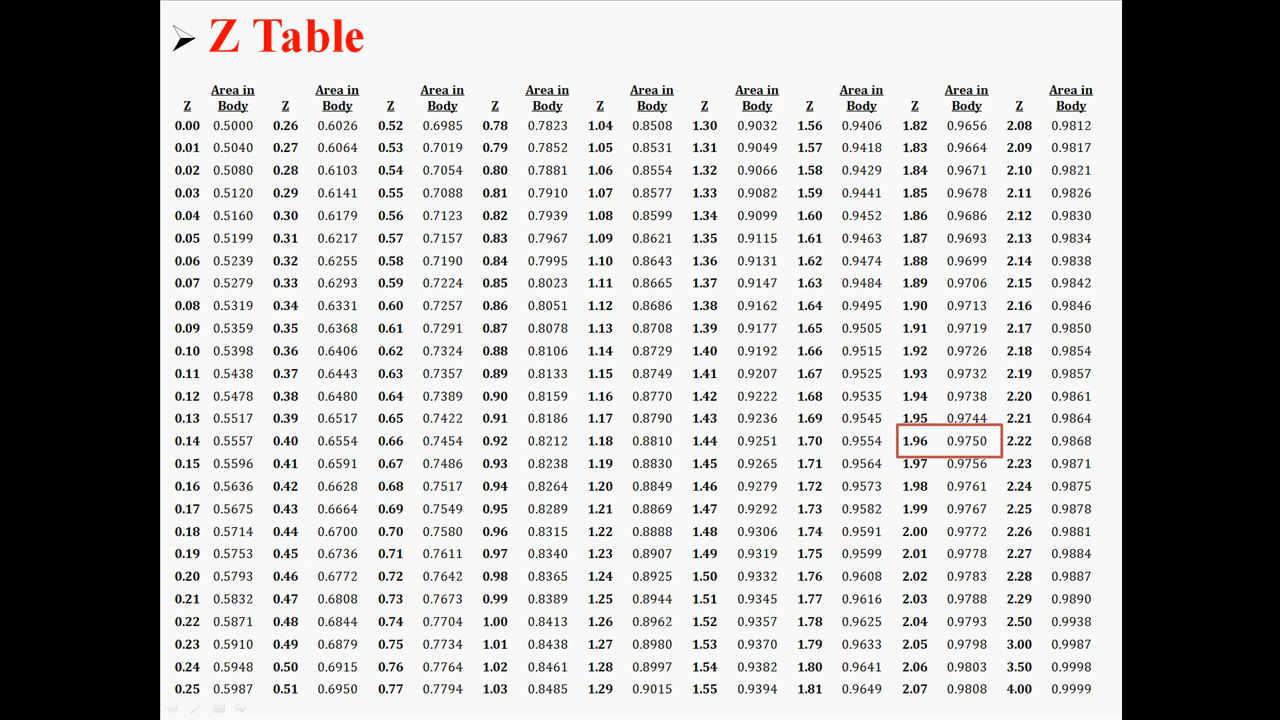 Z Table
Area in Area in Area in Area in Area in Area in Area in Area in Area in
Z Body Z Body Z Body Z Body Z Body Z Body Z Body Z Body Z Body
0.00 0.5000 0.26 0.6026 0.52 0.6985 0.78 0.7823 1.04 0.8508 1.30 0.9032 1.56 0.9406 1.82 0.9656 2.08 0.9812
0.01 0.5040 0.27 0.6064 0.53 0.7019 0.79 0.7852 1.05 0.8531 1.31 0.9049 1.57 0.9418 1.83 0.9664 2.09 0.9817
0.02 0.5080 0.28 0.6103 0.54 0.7054 0.80 0.7881 1.06 0.8554 1.32 0.9066 1.58 0.9429 1.84 0.9671 2.10 0.9821
0.03 0.5120 0.29 0.6141 0.55 0.7088 0.81 0.7910 1.07 0.8577 1.33 0.9082 1.59 0.9441 1.85 0.9678 2.11 0.9826
0.04 0.5160 0.30 0.6179 0.56 0.7123 0.82 0.7939 1.08 0.8599 1.34 0.9099 1.60 0.9452 1.86 0.9686 2.12 0.9830
0.05 0.5199 0.31 0.6217 0.57 0.7157 0.83 0.7967 1.09 0.8621 1.35 0.9115 1.61 0.9463 1.87 0.9693 2.13 0.9834
0.06 0.5239 0.32 0.6255 0.58 0.7190 0.84 0.7995 1.10 0.8643 1.36 0.9131 1.62 0.9474 1.88 0.9699 2.14 0.9838
0.07 0.5279 0.33 0.6293 0.59 0.7224 0.85 0.8023 1.11 0.8665 1.37 0.9147 1.63 0.9484 1.89 0.9706 2.15 0.9842
0.08 0.5319 0.34 0.6331 0.60 0.7257 0.86 0.8051 1.12 0.8686 1.38 0.9162 1.64 0.9495 1.90 0.9713 2.16 0.9846
0.09 0.5359 0.35 0.6368 0.61 0.7291 0.87 0.8078 1.13 0.8708 1.39 0.9177 1.65 0.9505 1.91 0.9719 2.17 0.9850
0.10 0.5398 0.36 0.6406 0.62 0.7324 0.88 0.8106 1.14 0.8729 1.40 0.9192 1.66 0.9515 1.92 0.9726 2.18 0.9854
0.11 0.5438 0.37 0.6443 0.63 0.7357 0.89 0.8133 1.15 0.8749 1.41 0.9207 1.67 0.9525 1.93 0.9732 2.19 0.9857
0.12 0.5478 0.38 0.6480 0.64 0.7389 0.90 0.8159 1.16 0.8770 1.42 0.9222 1.68 0.9535 1.94 0.9738 2.20 0.9861
0.13 0.5517 0.39 0.6517 0.65 0.7422 0.91 0.8186 1.17 0.8790 1.43 0.9236 1.69 0.9545 1.95 0.9744 2.21 0.9864
0.14 0.5557 0.40 0.6554 0.66 0.7454 0.92 0.8212 1.18 0.8810 1.44 0.9251 1.70 0.9554 1.96 0.9750 2.22 0.9868
0.15 0.5596 0.41 0.6591 0.67 0.7486 0.93 0.8238 1.19 0.8830 1.45 0.9265 1.71 0.9564 1.97 0.9756 2.23 0.9871
0.16 0.5636 0.42 0.6628 0.68 0.7517 0.94 0.8264 1.20 0.8849 1.46 0.9279 1.72 0.9573 1.98 0.9761 2.24 0.9875
0.17 0.5675 0.43 0.6664 0.69 0.7549 0.95 0.8289 1.21 0.8869 1.47 0.9292 1.73 0.9582 1.99 0.9767 2.25 0.9878
0.18 0.5714 0.44 0.6700 0.70 0.7580 0.96 0.8315 1.22 0.8888 1.48 0.9306 1.74 0.9591 2.00 0.9772 2.26 0.9881
0.19 0.5753 0.45 0.6736 0.71 0.7611 0.97 0.8340 1.23 0.8907 1.49 0.9319 1.75 0.9599 2.01 0.9778 2.27 0.9884
0.20 0.5793 0.46 0.6772 0.72 0.7642 0.98 0.8365 1.24 0.8925 1.50 0.9332 1.76 0.9608 2.02 0.9783 2.28 0.9887
0.21 0.5832 0.47 0.6808 0.73 0.7673 0.99 0.8389 1.25 0.8944 1.51 0.9345 1.77 0.9616 2.03 0.9788 2.29 0.9890
0.22 0.5871 0.48 0.6844 0.74 0.7704 1.00 0.8413 1.26 0.8962 1.52 0.9357 1.78 0.9625 2.04 0.9793 2.50 0.9938
0.23 0.5910 0.49 0.6879 0.75 0.7734 1.01 0.8438 1.27 0.8980 1.53 0.9370 1.79 0.9633 2.05 0.9798 3.00 0.9987
0.24 0.5948 0.50 0.6915 0.76 0.7764 1.02 0.8461 1.28 0.8997 1.54 0.9382 1.80 0.9641 2.06 0.9803 3.50 0.9998
0.25 0.5987 0.51 0.6950 0.77 0.7794 1.03 0.8485 1.29 0.9015 1.55 0.9394 1.81 0.9649 2.07 0.9808 4.00 0.9999